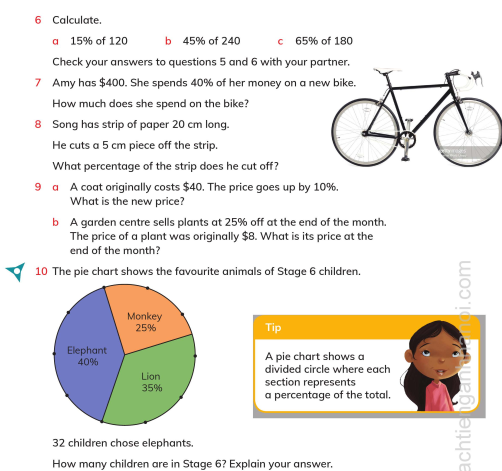 6 Calculate.
a 15% of 120 b 45% of 240 c 65% of 180
Check your answers to questions 5 and 6 with your partner.
7 Amy has $400. She spends 40% of her money on a new bike.
How much does she spend on the bike?
8 Song has strip of paper 20 cm long.
He cuts a 5 cm piece off the strip.
What percentage of the strip does he cut off?
9 a A coat originally costs $40. The price goes up by 10%.
What is the new price?
b A garden centre sells plants at 25% off at the end of the month.
The price of a plant was originally $8. What is its price at the
end of the month?
10 The pie chart shows the favourite animals of Stage 6 children.
Monkey
25%
Elephant
40%
Lion
35%
Tip
A pie chart shows a
divided circle where each
section represents
a percentage of the total.
32 children chose elephants.
How many children are in Stage 6? Explain your answer.